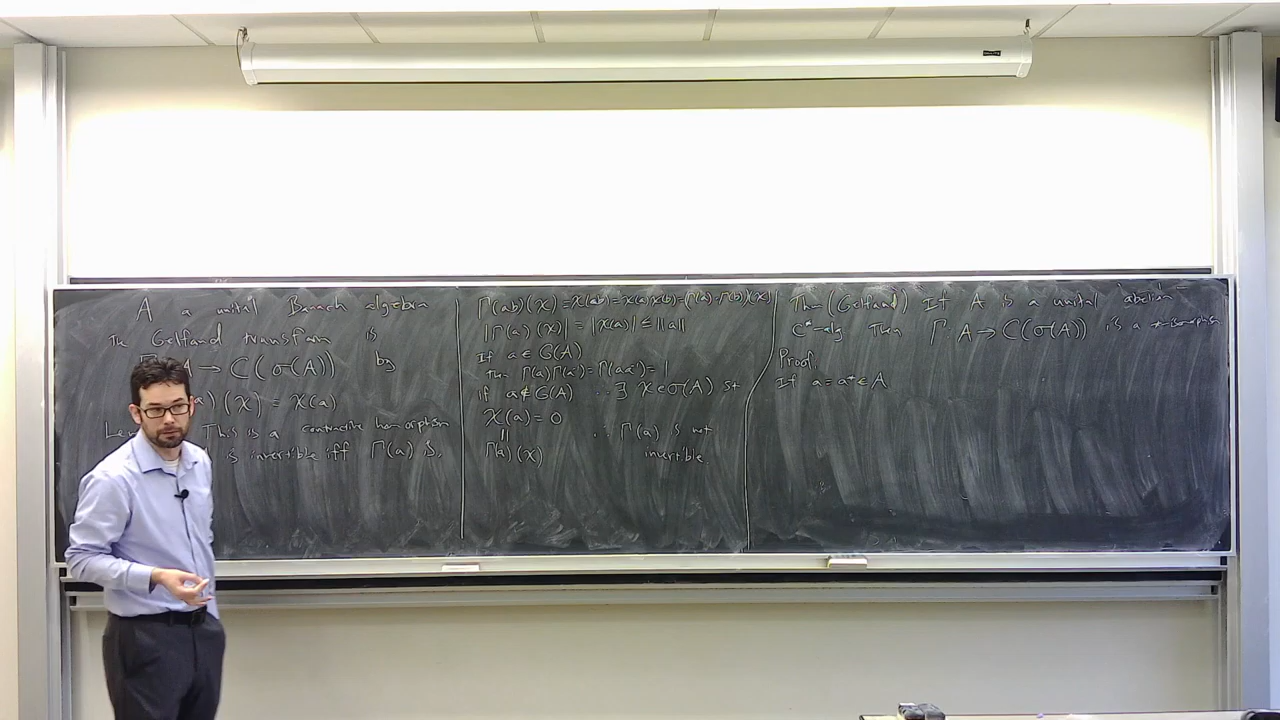 A a unital Banach algebra
The Gelfand transform is
A → C(σ(A)) by
a)(χ) = χ(a)
This is a contractive homorphism
is invertible iff Γ(a) is.
Γ(ab)(χ) = χ(ab) = χ(a)χ(b) = (Γ(a)·Γ(b))(χ)
|Γ(a)(χ)| = |χ(a)| ≤ ||a||
If a ∈ G(A)
then Γ(a)Γ(a⁻¹) = Γ(aa⁻¹) = 1
if a ∉ G(A) ∴ ∃ χ ∈ σ(A) st
χ(a) = 0 ∴ Γ(a) is not
||
Γ(a)(χ) invertible.
Thm (Gelfand) If A is a unital abelian
C*-alg Then Γ: A → C(σ(A)) is a *-isomorphism
Proof.
If a = a* ∈ A